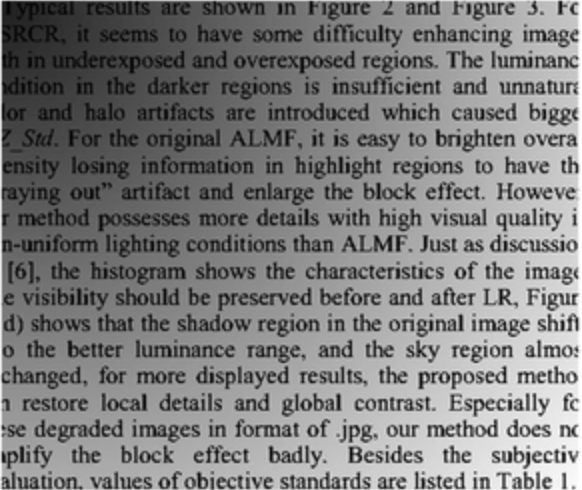 Typical results are shown in Figure 2 and Figure 3. Fo
SRCR, it seems to have some difficulty enhancing image
th in underexposed and overexposed regions. The luminanc
ndition in the darker regions is insufficient and unnatura
lor and halo artifacts are introduced which caused bigge
Z_Std. For the original ALMF, it is easy to brighten overa
ensity losing information in highlight regions to have th
raying out” artifact and enlarge the block effect. Howeve
r method possesses more details with high visual quality i
n-uniform lighting conditions than ALMF. Just as discussio
[6], the histogram shows the characteristics of the image
e visibility should be preserved before and after LR, Figur
d) shows that the shadow region in the original image shift
o the better luminance range, and the sky region almos
changed, for more displayed results, the proposed metho
n restore local details and global contrast. Especially fo
ese degraded images in format of .jpg, our method does no
plify the block effect badly. Besides the subjectiv
aluation, values of objective standards are listed in Table 1.